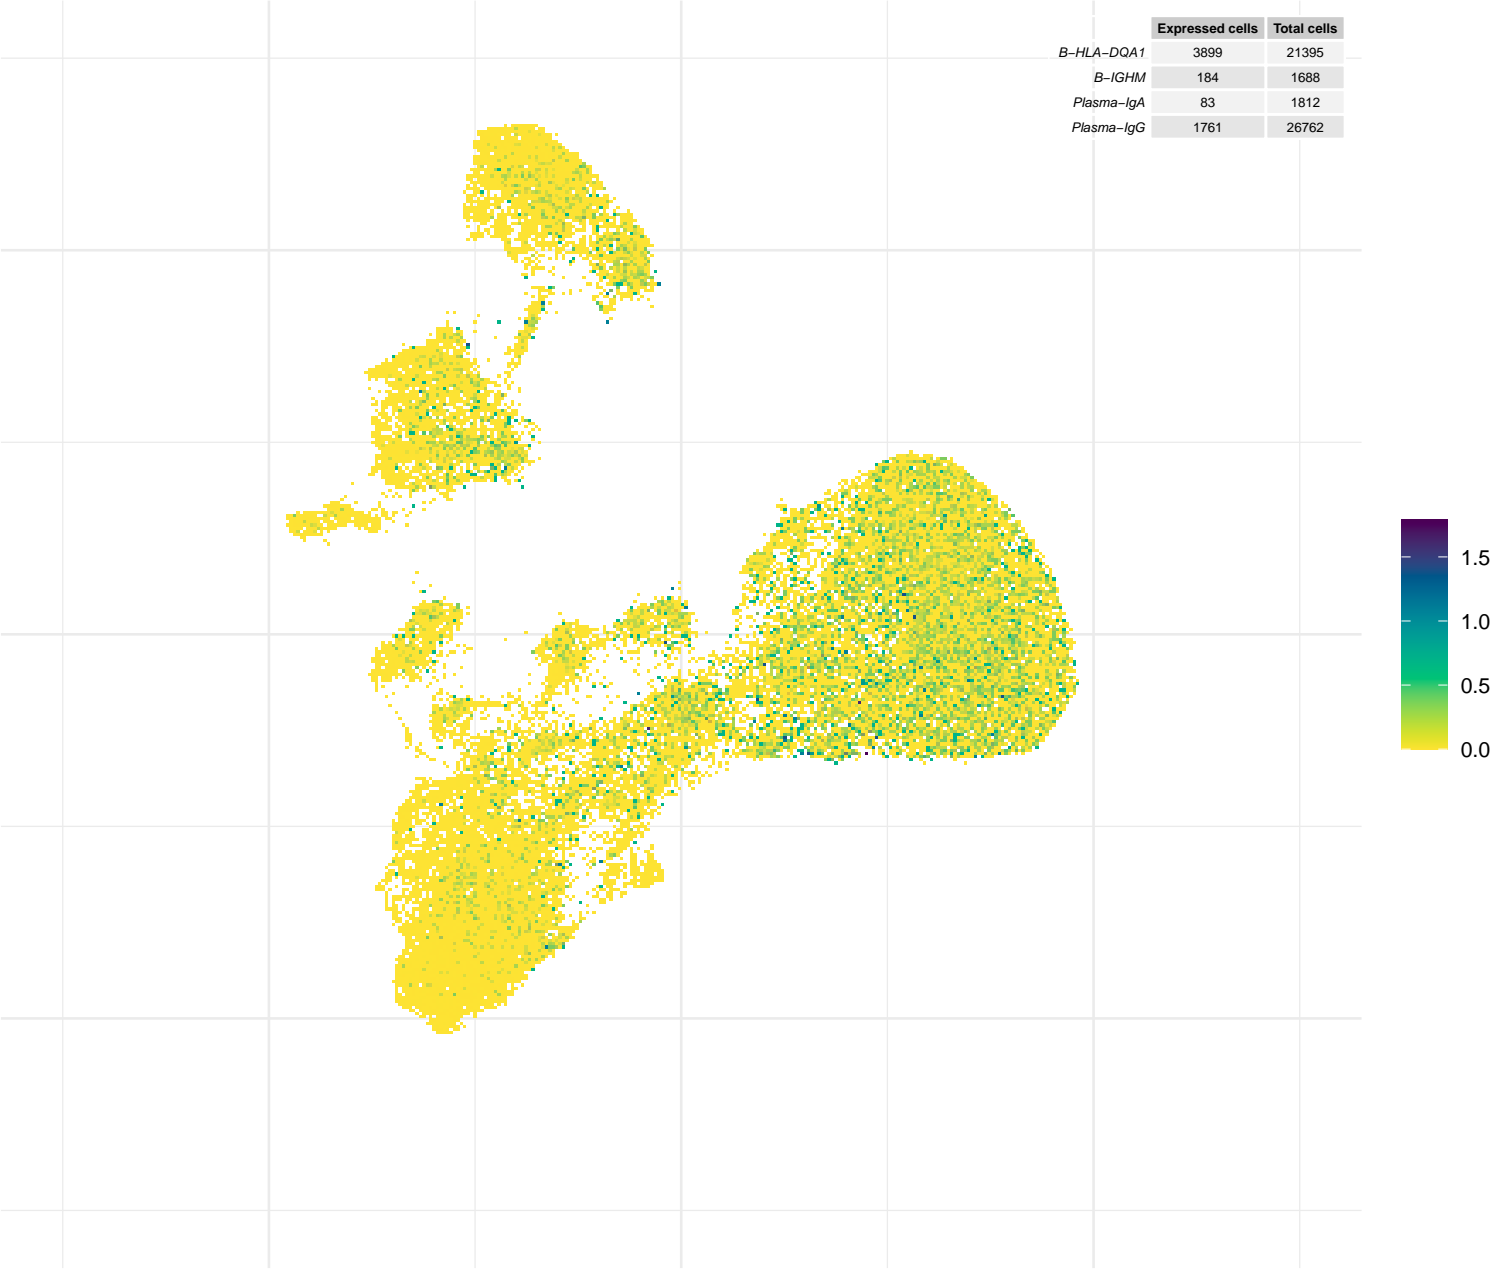 Expressed cells Total cells
B−HLA−DQA1 3899 21395
B−IGHM 184 1688
Plasma−IgA 83 1812
Plasma−IgG 1761 26762
1.5
1.0
0.5
0.0